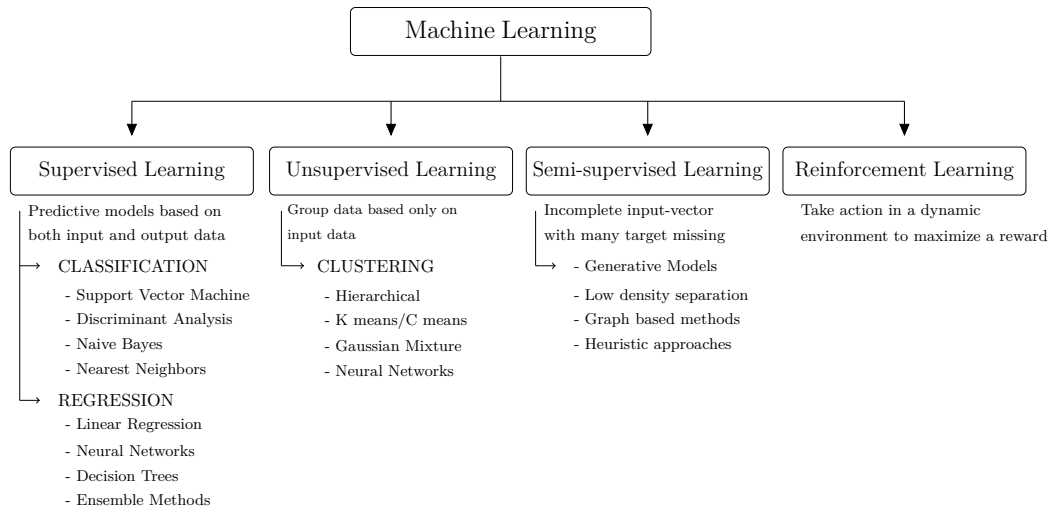 Machine Learning
Supervised Learning
Predictive models based on
both input and output data
CLASSIFICATION
- Support Vector Machine
- Discriminant Analysis
- Naive Bayes
- Nearest Neighbors
REGRESSION
- Linear Regression
- Neural Networks
- Decision Trees
- Ensemble Methods
Unsupervised Learning
Group data based only on
input data
CLUSTERING
- Hierarchical
- K means/C means
- Gaussian Mixture
- Neural Networks
Semi-supervised Learning
Incomplete input-vector
with many target missing
- Generative Models
- Low density separation
- Graph based methods
- Heuristic approaches
Reinforcement Learning
Take action in a dynamic
environment to maximize a reward